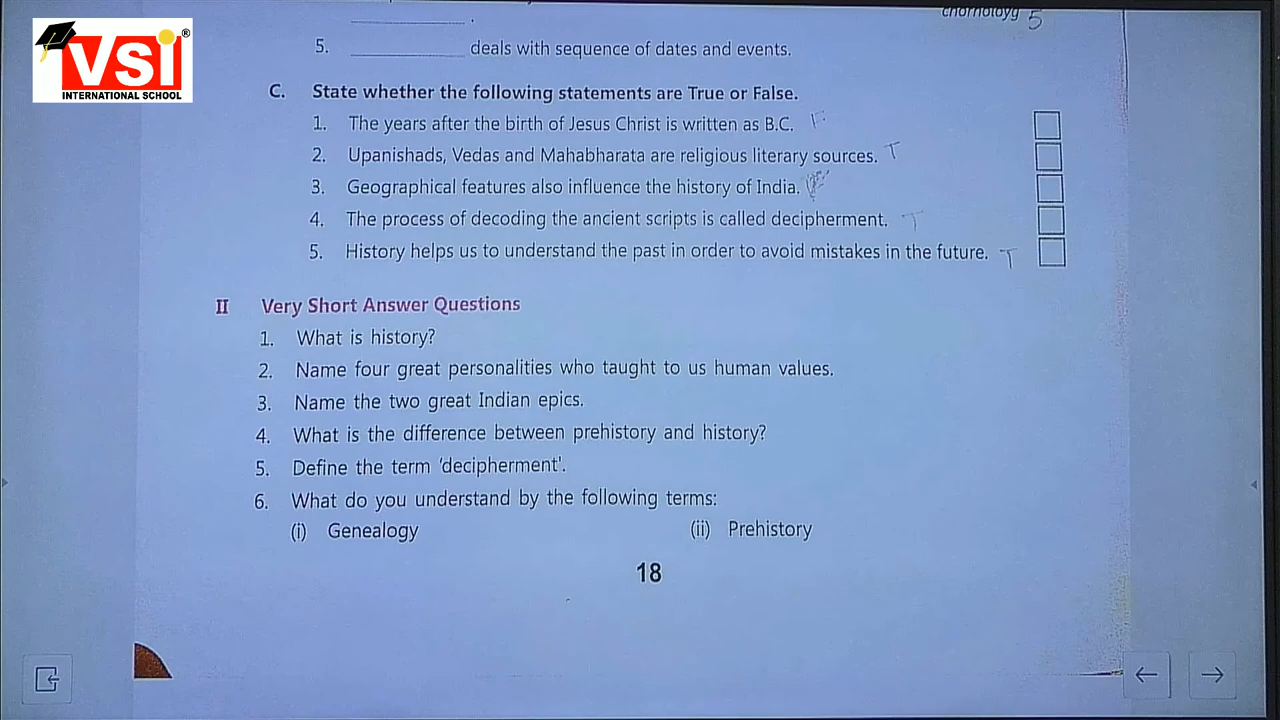 chornoloyg 5
5. ____________ deals with sequence of dates and events.
VSI ®
INTERNATIONAL SCHOOL
C. State whether the following statements are True or False.
1. The years after the birth of Jesus Christ is written as B.C. F
2. Upanishads, Vedas and Mahabharata are religious literary sources. T
3. Geographical features also influence the history of India.
4. The process of decoding the ancient scripts is called decipherment. T
5. History helps us to understand the past in order to avoid mistakes in the future. T
II Very Short Answer Questions
1. What is history?
2. Name four great personalities who taught to us human values.
3. Name the two great Indian epics.
4. What is the difference between prehistory and history?
5. Define the term 'decipherment'.
6. What do you understand by the following terms:
(i) Genealogy (ii) Prehistory
18